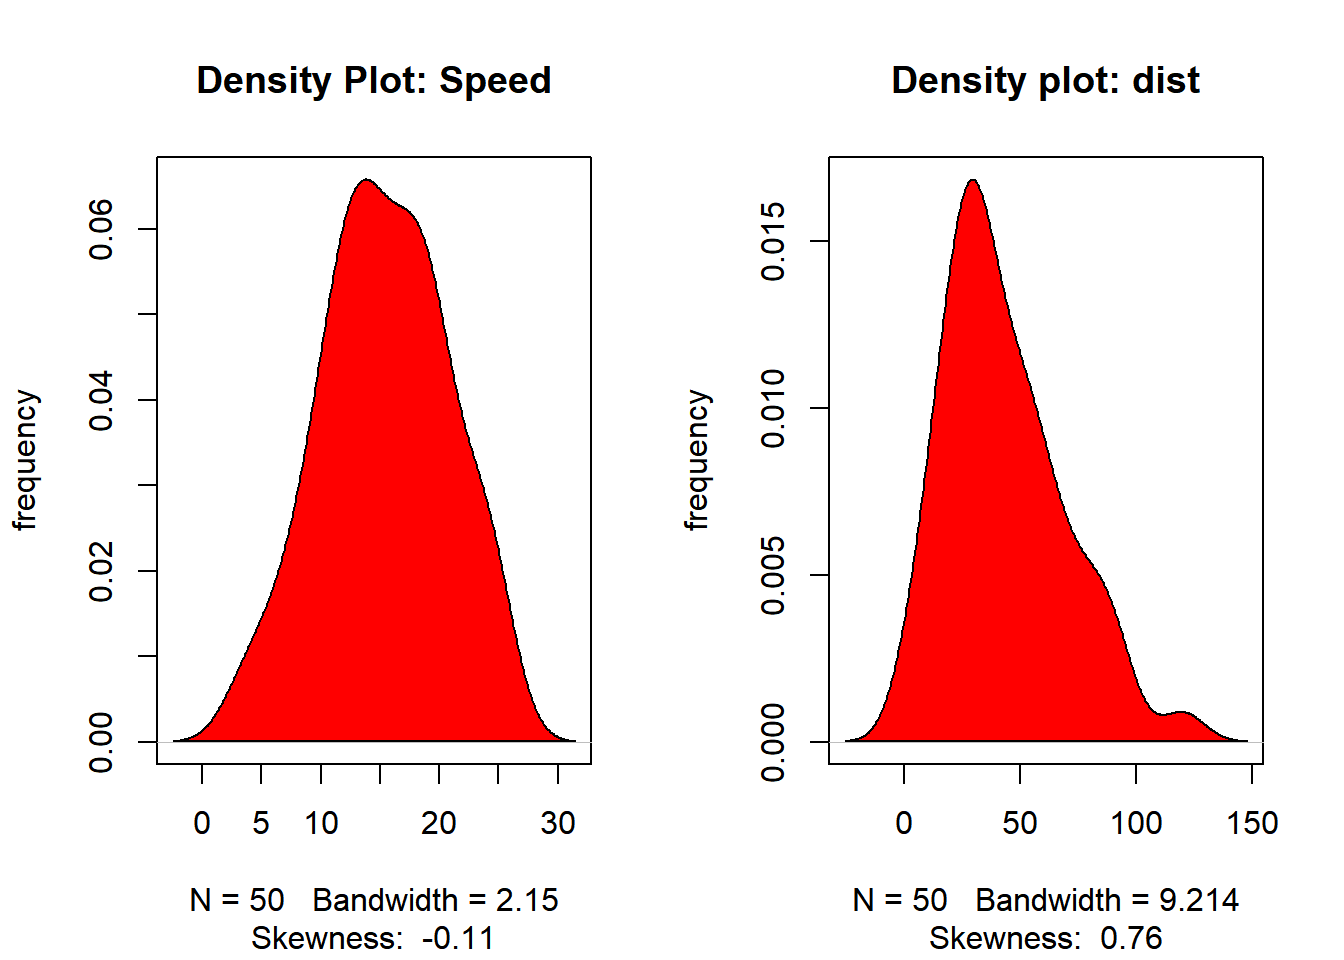 Density Plot: Speed
frequency
0.06
0.04
0.02
0.00
0 5 10 20 30
N = 50 Bandwidth = 2.15
Skewness: -0.11
Density plot: dist
frequency
0.015
0.010
0.005
0.000
0 50 100 150
N = 50 Bandwidth = 9.214
Skewness: 0.76